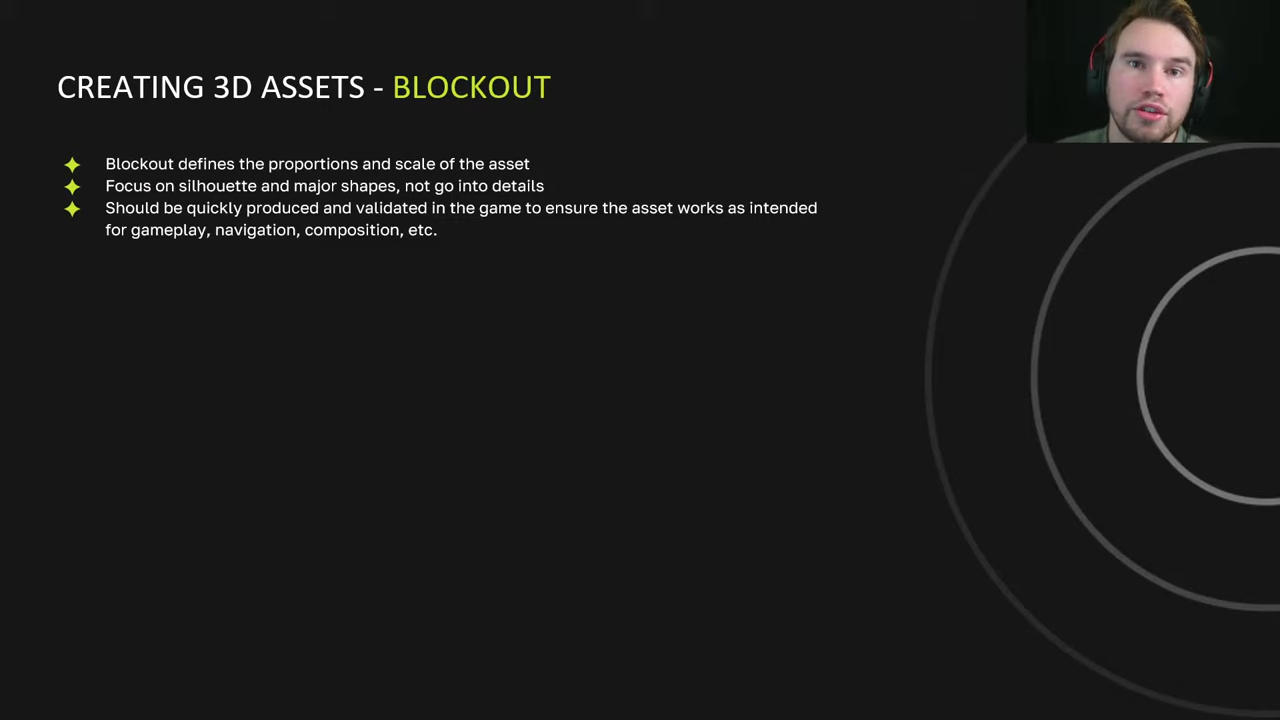 CREATING 3D ASSETS - BLOCKOUT
Blockout defines the proportions and scale of the asset
Focus on silhouette and major shapes, not go into details
Should be quickly produced and validated in the game to ensure the asset works as intended
for gameplay, navigation, composition, etc.